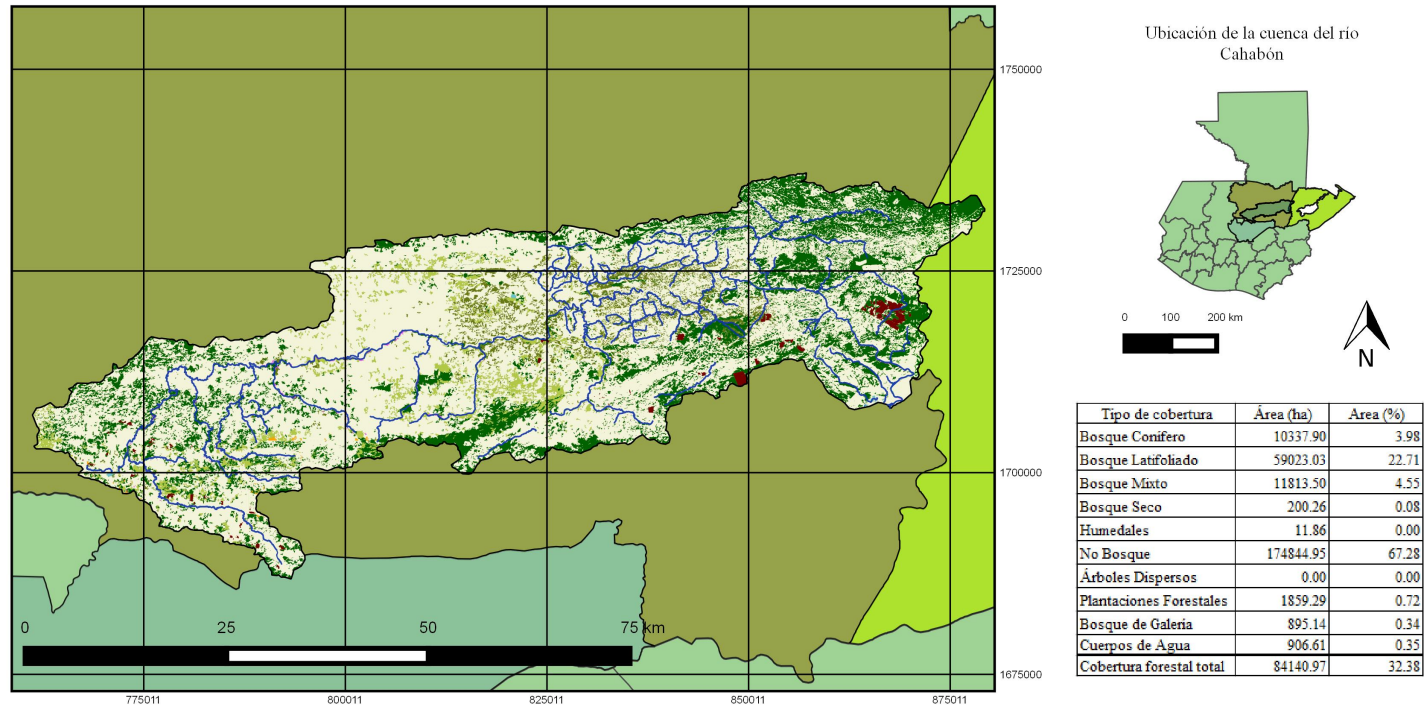 Ubicación de la cuenca del río
Cahabón
1750000
1725000
1700000
1675000
0 25 50 75 km
775011 800011 825011 850011 875011
0 100 200 km
N
Tipo de cobertura Área (ha) Area (%)
Bosque Conifero 10337.90 3.98
Bosque Latifoliado 59023.03 22.71
Bosque Mixto 11813.50 4.55
Bosque Seco 200.26 0.08
Humedales 11.86 0.00
No Bosque 174844.95 67.28
Árboles Dispersos 0.00 0.00
Plantaciones Forestales 1859.29 0.72
Bosque de Galeria 895.14 0.34
Cuerpos de Agua 906.61 0.35
Cobertura forestal total 84140.97 32.38